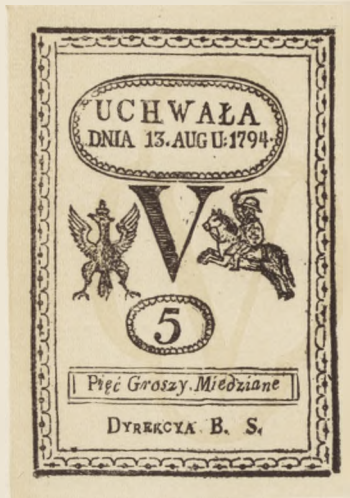 UCHWAŁA
DNIA 13. AUGU: 1794.
V
5
Pięć Groszy. Miedziane
DYREKCYA B. S.